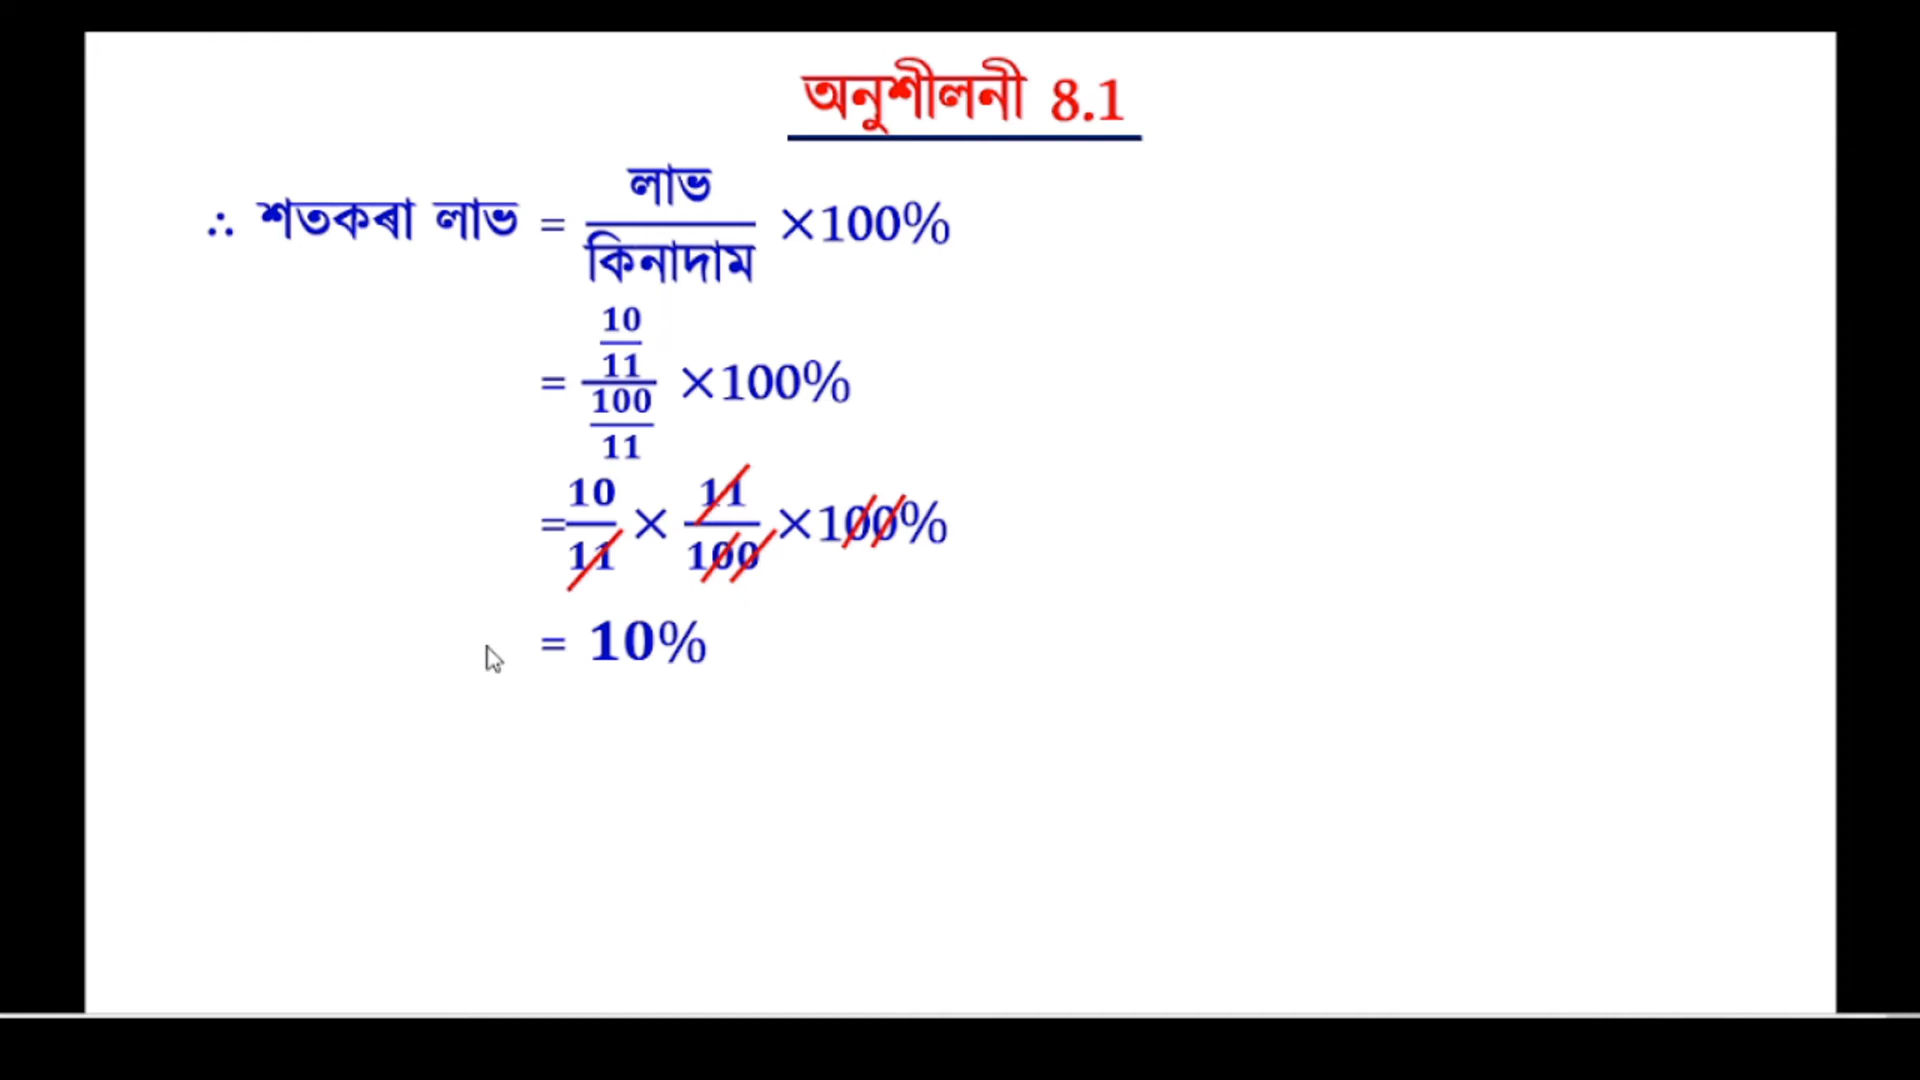 অনুশীলনী 8.1
∴ শতকৰা লাভ = লাভ/কিনাদাম ×100%
= (10/11)/(100/11) ×100%
= 10/11 × 11/100 ×100%
= 10%